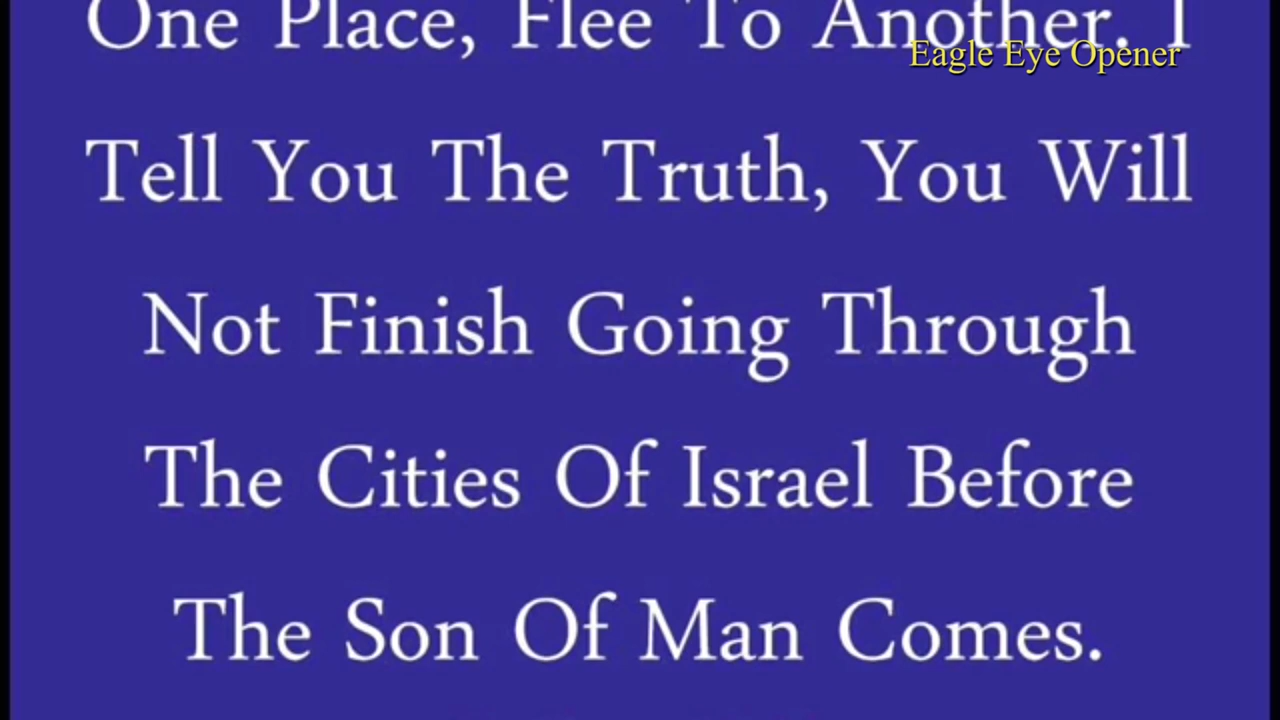 One Place, Flee To Another. I
Eagle Eye Opener
Tell You The Truth, You Will
Not Finish Going Through
The Cities Of Israel Before
The Son Of Man Comes.